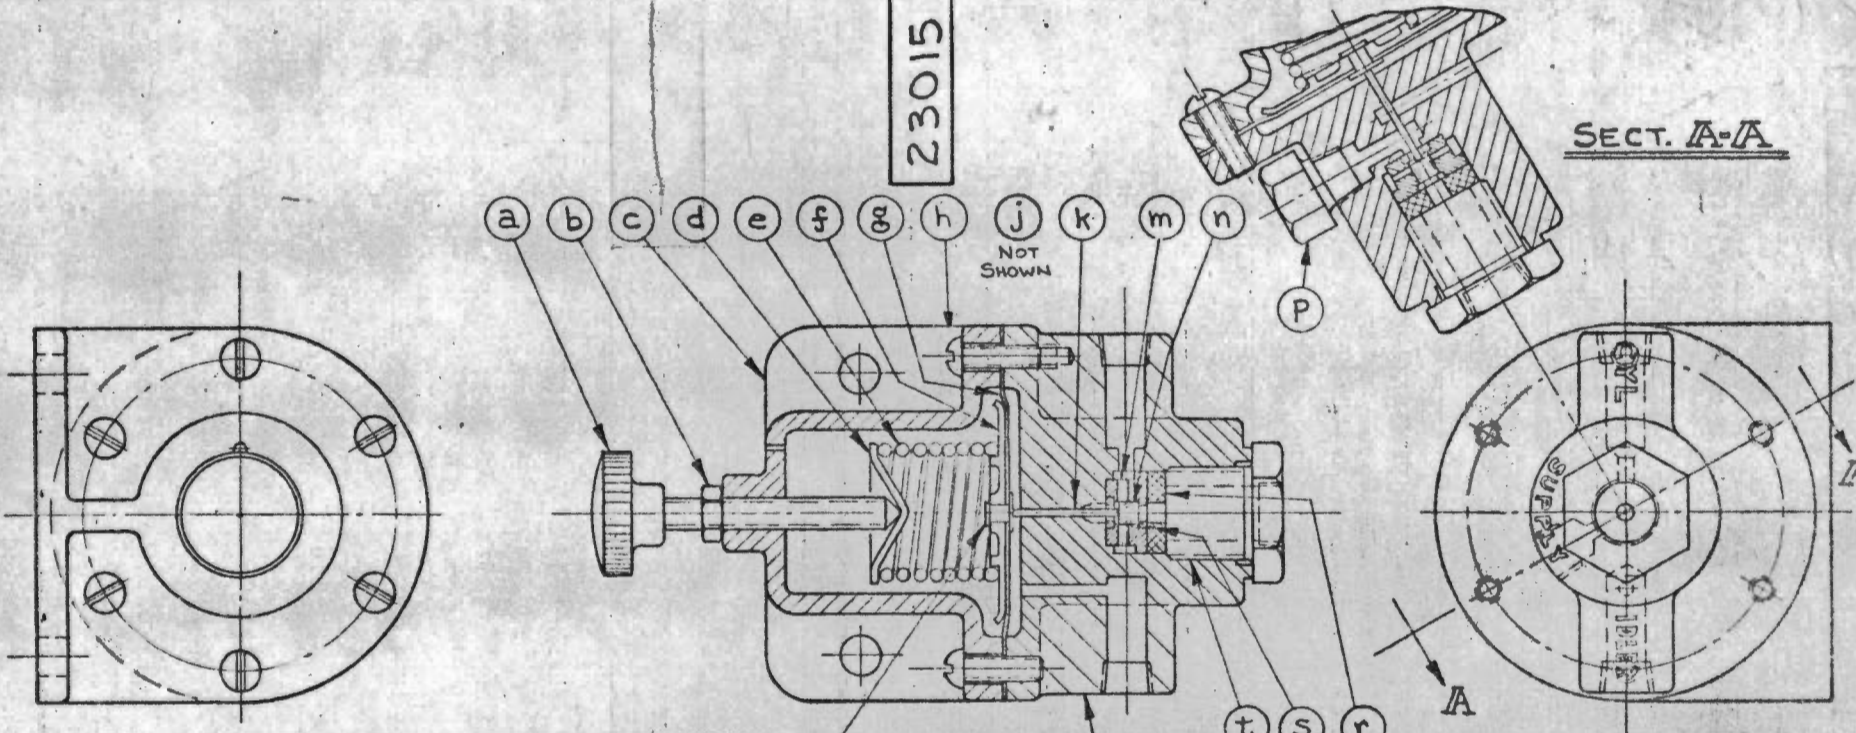 23015
SECT. A-A
a b c d e f g h j k m n
NOT
SHOWN
P
CYL
SUPPLY
A
A
t s r